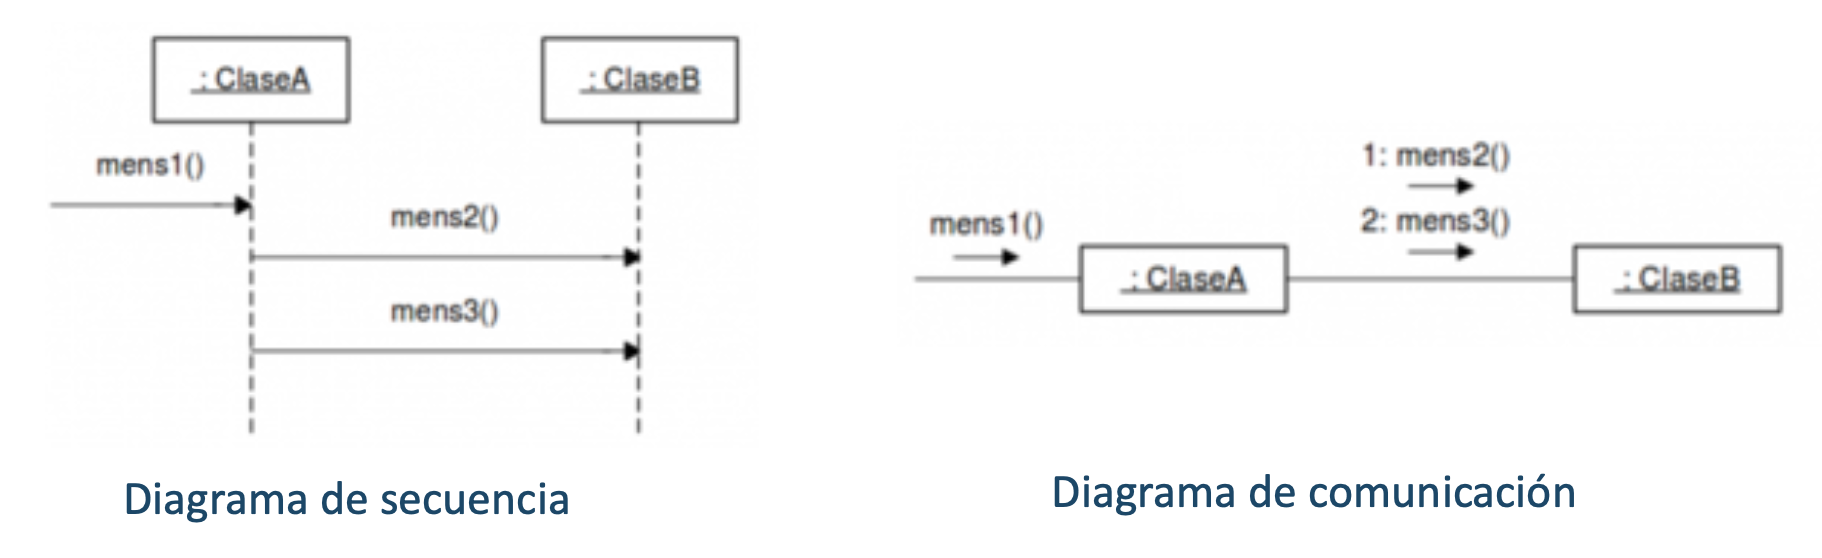 : ClaseA
: ClaseB
mens1()
mens2()
mens3()
Diagrama de secuencia
1: mens2()
2: mens3()
mens1()
: ClaseA
: ClaseB
Diagrama de comunicación